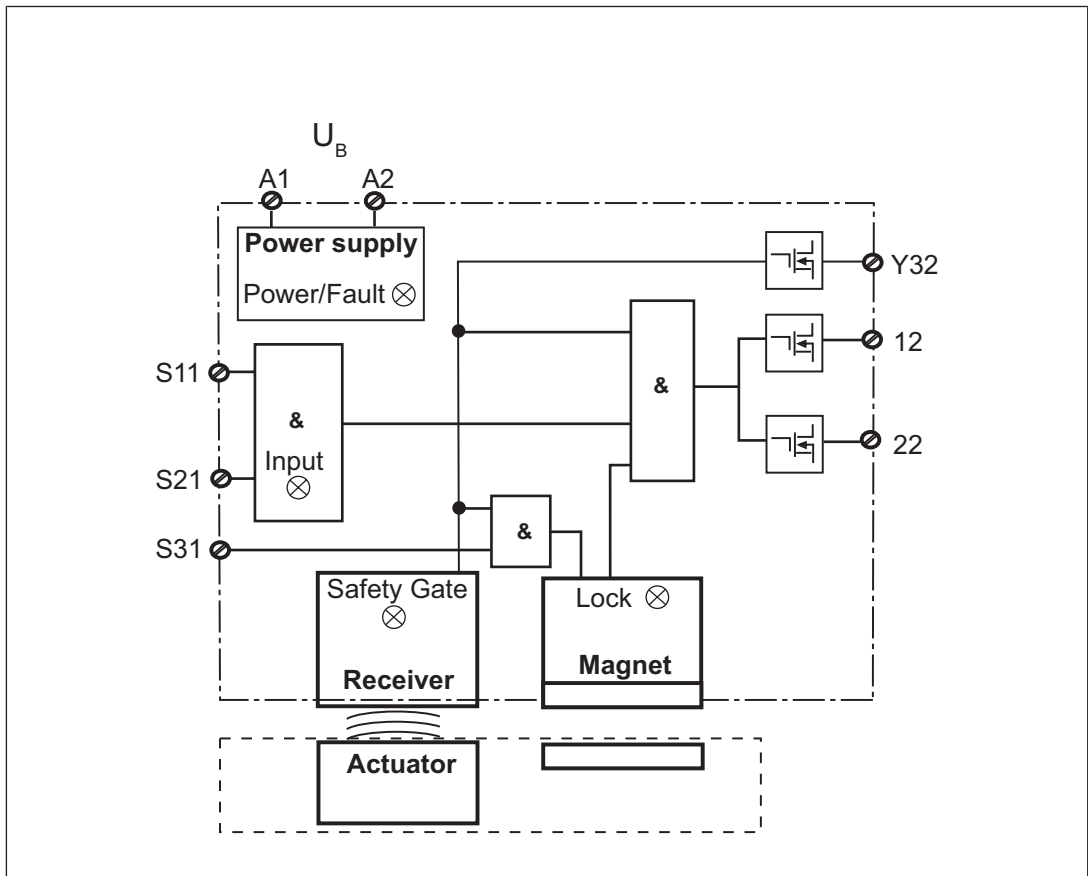 U_B
A1 A2
Power supply
Power/Fault
Y32
12
S11
&
&
22
Input
S21
&
S31
Safety Gate
Lock
Magnet
Receiver
Actuator